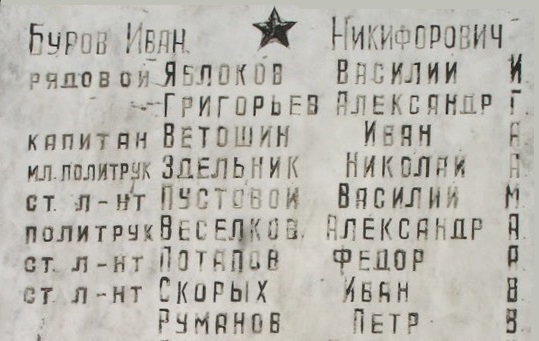 Буров Иван Никифорович
рядовой Яблоков Василий И
—"— Григорьев Александр Г
капитан Ветошин Иван А
мл. политрук Здельник Николай А
ст. л-нт Пустовой Василий М
политрук Веселков Александр А
ст. л-нт Потапов Федор Р
ст. л-нт Скорых Иван В
Руманов Петр В